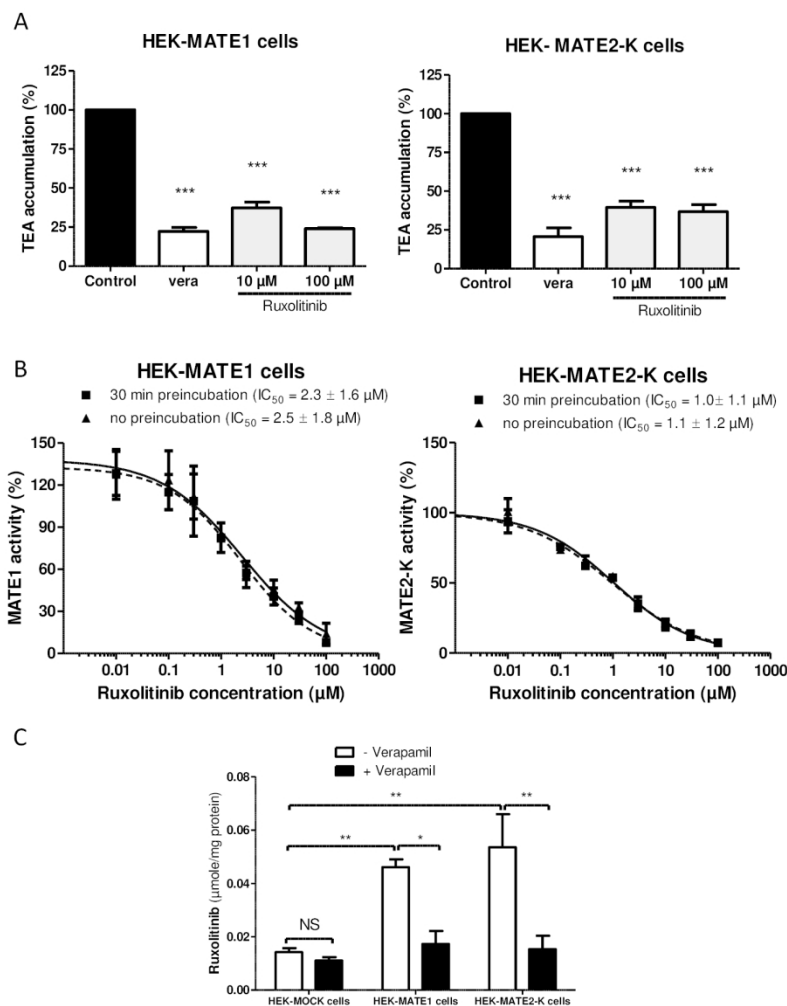 A
HEK-MATE1 cells
TEA accumulation (%)
125
100
75
50
25
0
***
***
***
Control
vera
10 µM
100 µM
Ruxolitinib
HEK- MATE2-K cells
TEA accumulation (%)
125
100
75
50
25
0
***
***
***
Control
vera
10 µM
100 µM
Ruxolitinib
B
HEK-MATE1 cells
30 min preincubation (IC50 = 2.3 ± 1.6 µM)
no preincubation (IC50 = 2.5 ± 1.8 µM)
MATE1 activity (%)
150
120
90
60
30
0
0.01
0.1
1
10
100
1000
Ruxolitinib concentration (µM)
HEK-MATE2-K cells
30 min preincubation (IC50 = 1.0± 1.1 µM)
no preincubation (IC50 = 1.1 ± 1.2 µM)
MATE2-K activity (%)
150
100
50
0
0.01
0.1
1
10
100
1000
Ruxolitinib concentration (µM)
C
- Verapamil
+ Verapamil
Ruxolitinib (µmole/mg protein)
0.08
0.06
0.04
0.02
0.00
**
**
**
*
NS
HEK-MOCK cells
HEK-MATE1 cells
HEK-MATE2-K cells